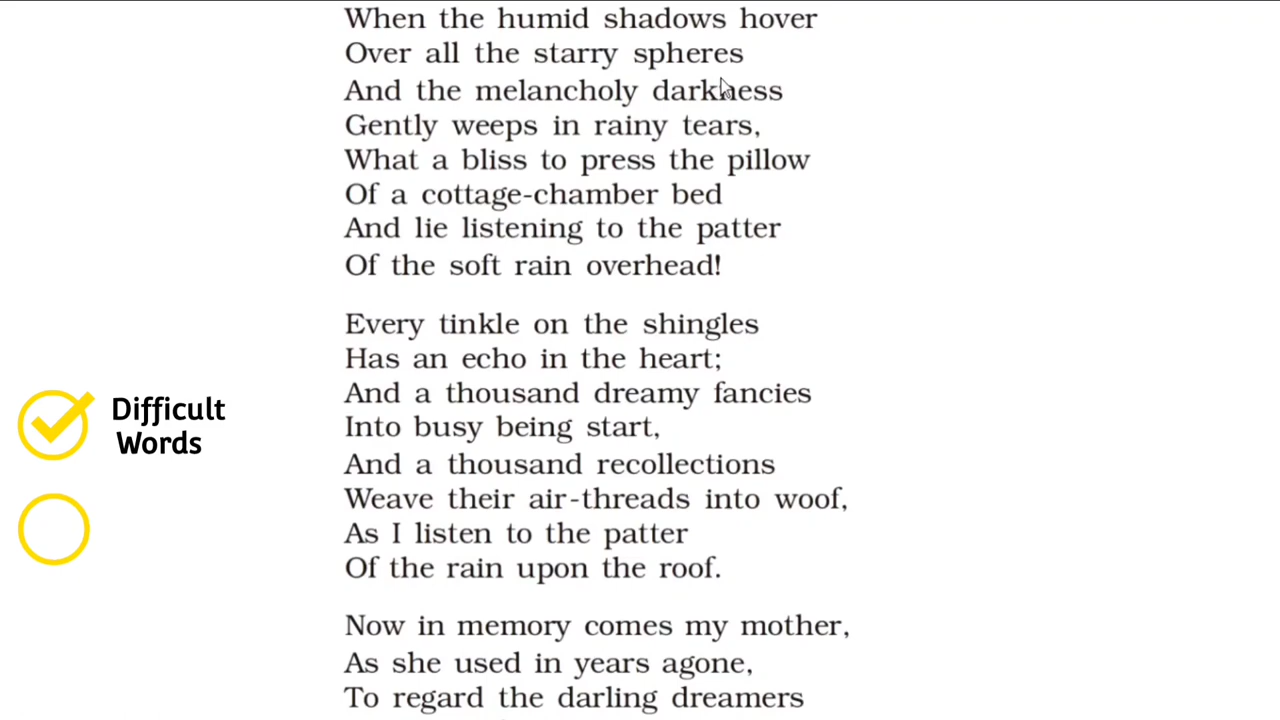 When the humid shadows hover
Over all the starry spheres
And the melancholy darkness
Gently weeps in rainy tears,
What a bliss to press the pillow
Of a cottage-chamber bed
And lie listening to the patter
Of the soft rain overhead!
Every tinkle on the shingles
Has an echo in the heart;
And a thousand dreamy fancies
Into busy being start,
And a thousand recollections
Weave their air-threads into woof,
As I listen to the patter
Of the rain upon the roof.
Now in memory comes my mother,
As she used in years agone,
To regard the darling dreamers
Difficult
Words